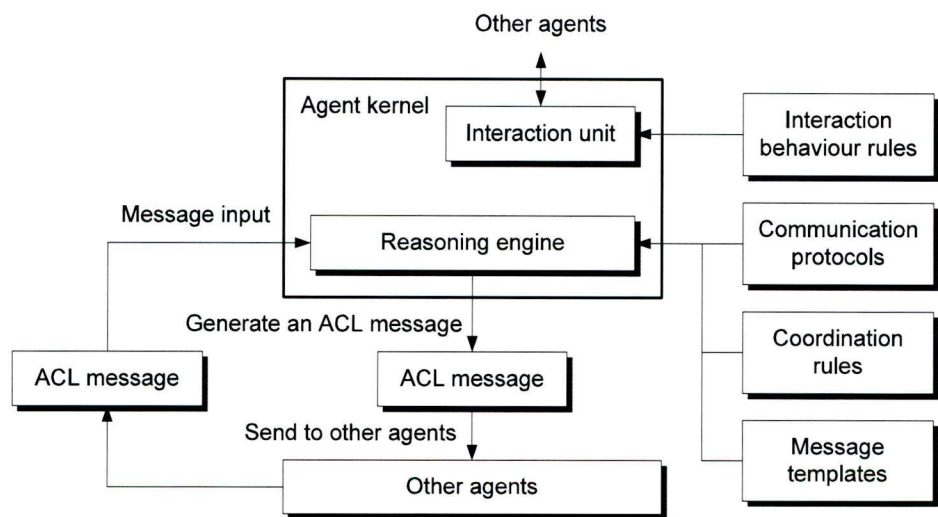 Other agents
Agent kernel
Interaction unit
Interaction
behaviour rules
Message input
Reasoning engine
Communication
protocols
Generate an ACL message
Coordination
rules
ACL message
ACL message
Send to other agents
Message
templates
Other agents